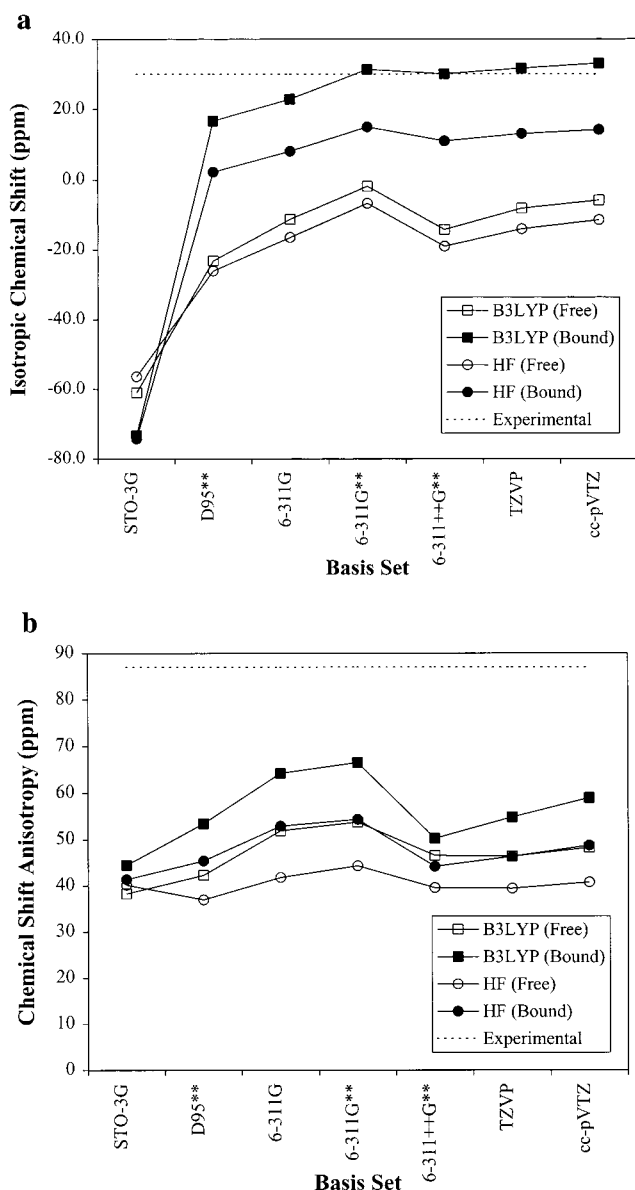 a
40.0
20.0
0.0
-20.0
-40.0
-60.0
-80.0
Isotropic Chemical Shift (ppm)
B3LYP (Free)
B3LYP (Bound)
HF (Free)
HF (Bound)
Experimental
STO-3G
D95**
6-311G
6-311G**
6-311++G**
TZVP
cc-pVTZ
Basis Set
b
90
80
70
60
50
40
30
20
10
0
Chemical Shift Anisotropy (ppm)
B3LYP (Free)
B3LYP (Bound)
HF (Free)
HF (Bound)
Experimental
STO-3G
D95**
6-311G
6-311G**
6-311++G**
TZVP
cc-pVTZ
Basis Set